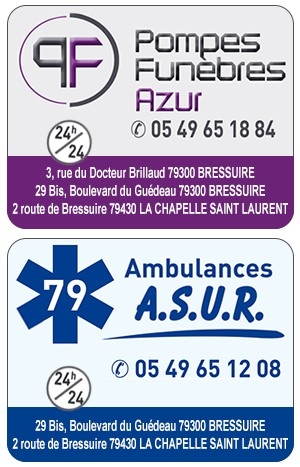 PF
Pompes
Funèbres
Azur
24h/24
✆ 05 49 65 18 84
3, rue du Docteur Brillaud 79300 BRESSUIRE
29 Bis, Boulevard du Guédeau 79300 BRESSUIRE
2 route de Bressuire 79430 LA CHAPELLE SAINT LAURENT
79
Ambulances
A.S.U.R.
✆ 05 49 65 12 08
24h/24
29 Bis, Boulevard du Guédeau 79300 BRESSUIRE
2 route de Bressuire 79430 LA CHAPELLE SAINT LAURENT